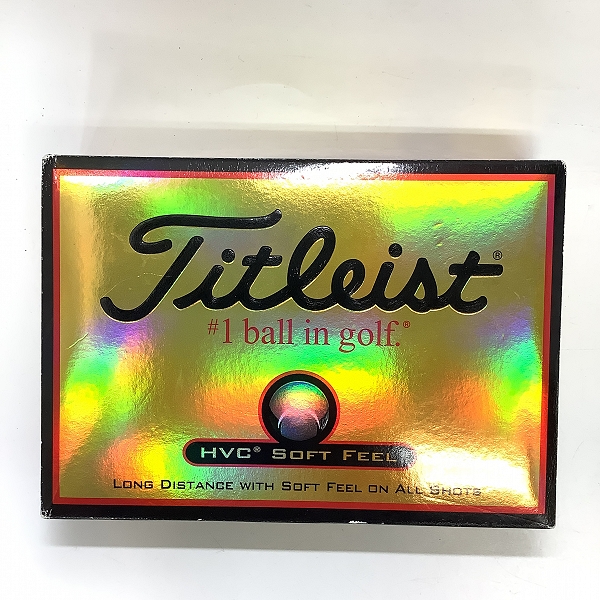 Titleist®
#1 ball in golf.®
HVC® SOFT FEEL
LONG DISTANCE WITH SOFT FEEL ON ALL SHOTS